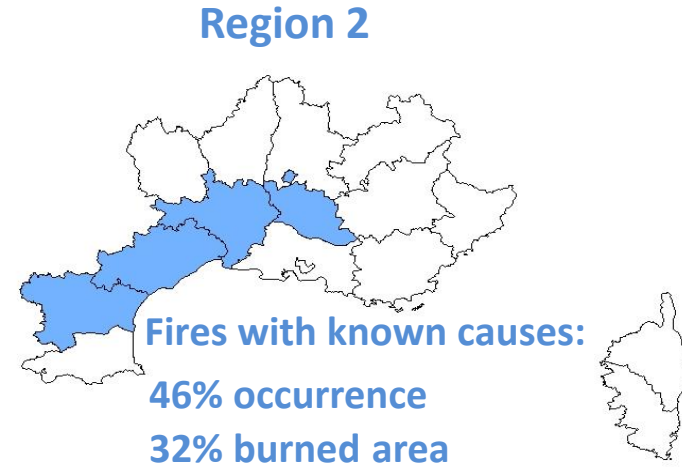 Region 2
Fires with known causes:
46% occurrence
32% burned area